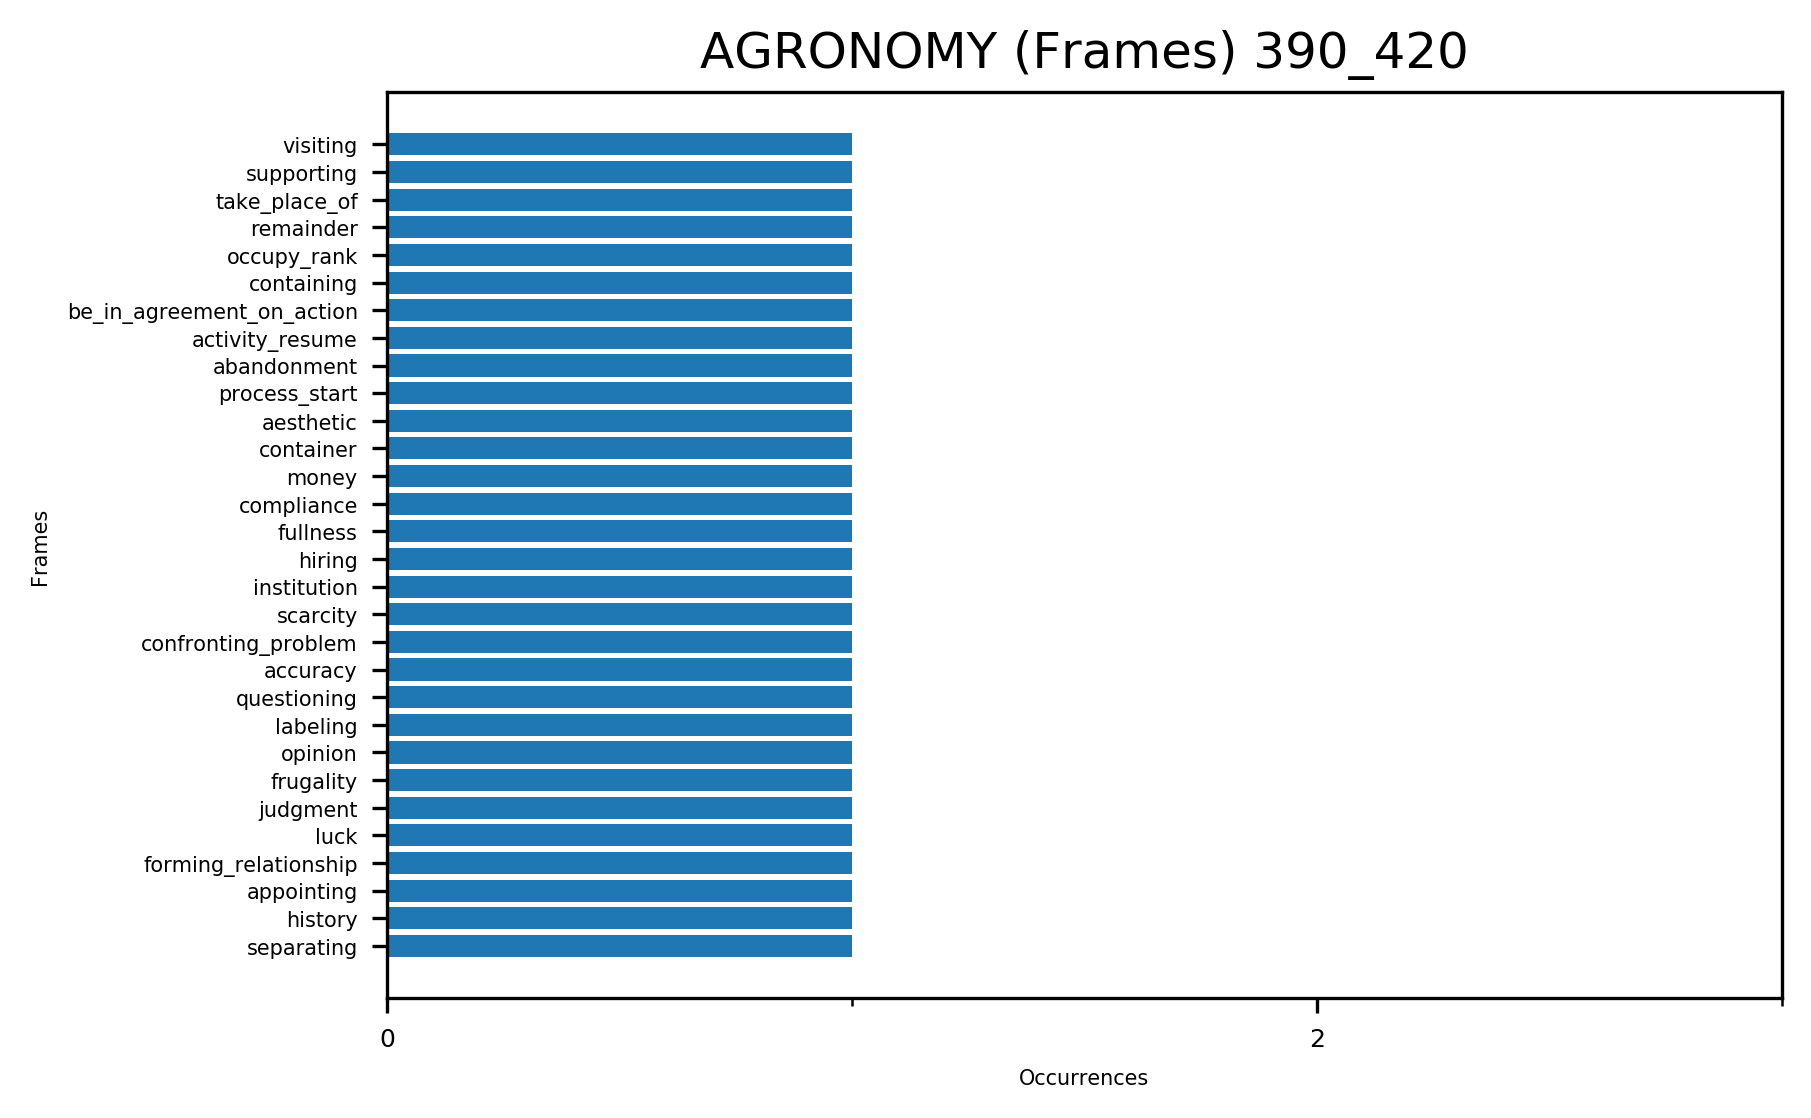 AGRONOMY (Frames) 390_420
visiting
supporting
take_place_of
remainder
occupy_rank
containing
be_in_agreement_on_action
activity_resume
abandonment
process_start
aesthetic
container
money
compliance
fullness
hiring
institution
scarcity
confronting_problem
accuracy
questioning
labeling
opinion
frugality
judgment
luck
forming_relationship
appointing
history
separating
Frames
0 2
Occurrences